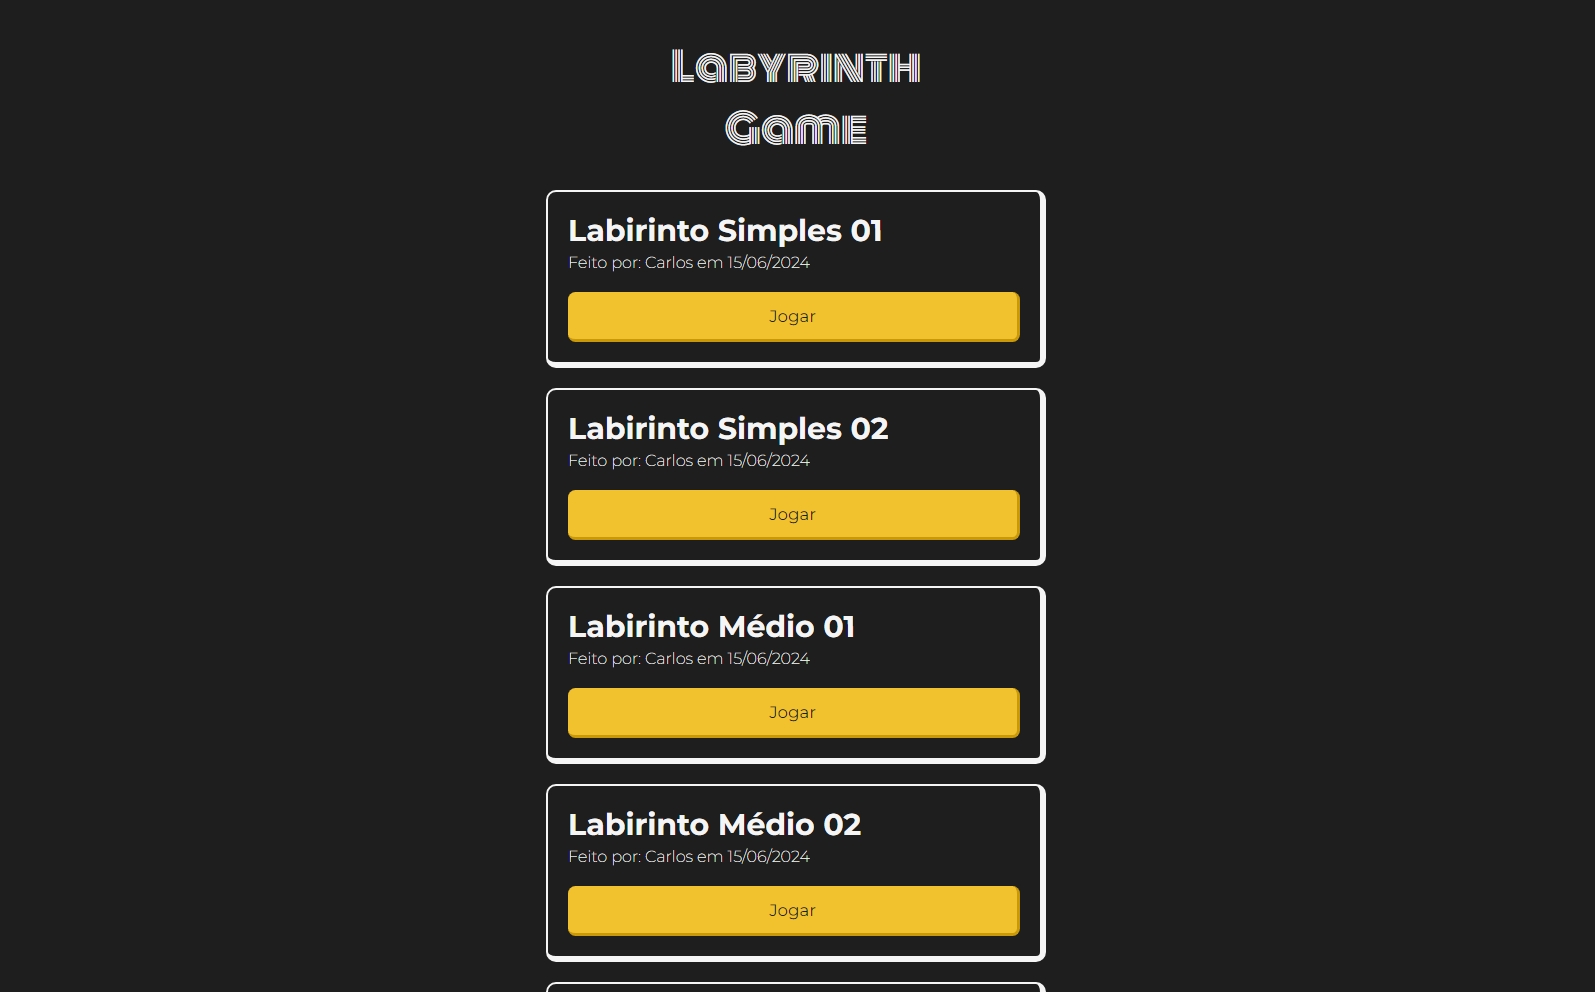 Labyrinth
Game
Labirinto Simples 01
Feito por: Carlos em 15/06/2024
Jogar
Labirinto Simples 02
Feito por: Carlos em 15/06/2024
Jogar
Labirinto Médio 01
Feito por: Carlos em 15/06/2024
Jogar
Labirinto Médio 02
Feito por: Carlos em 15/06/2024
Jogar